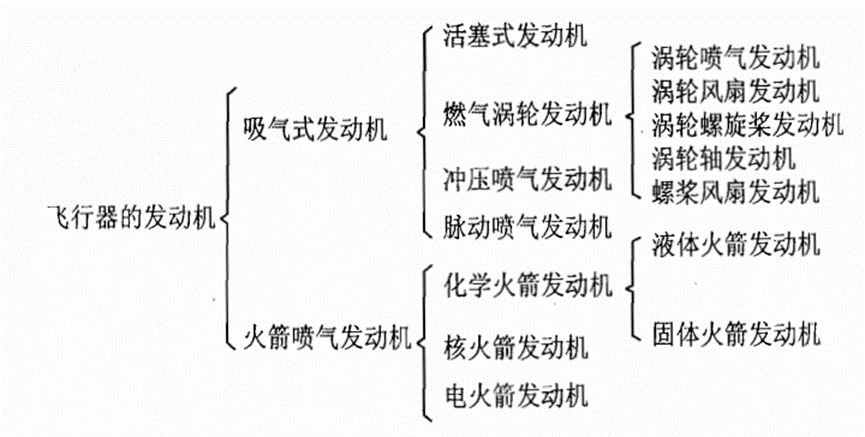 飞行器的发动机
吸气式发动机
活塞式发动机
燃气涡轮发动机
涡轮喷气发动机
涡轮风扇发动机
涡轮螺旋桨发动机
涡轮轴发动机
螺桨风扇发动机
冲压喷气发动机
脉动喷气发动机
火箭喷气发动机
化学火箭发动机
液体火箭发动机
固体火箭发动机
核火箭发动机
电火箭发动机